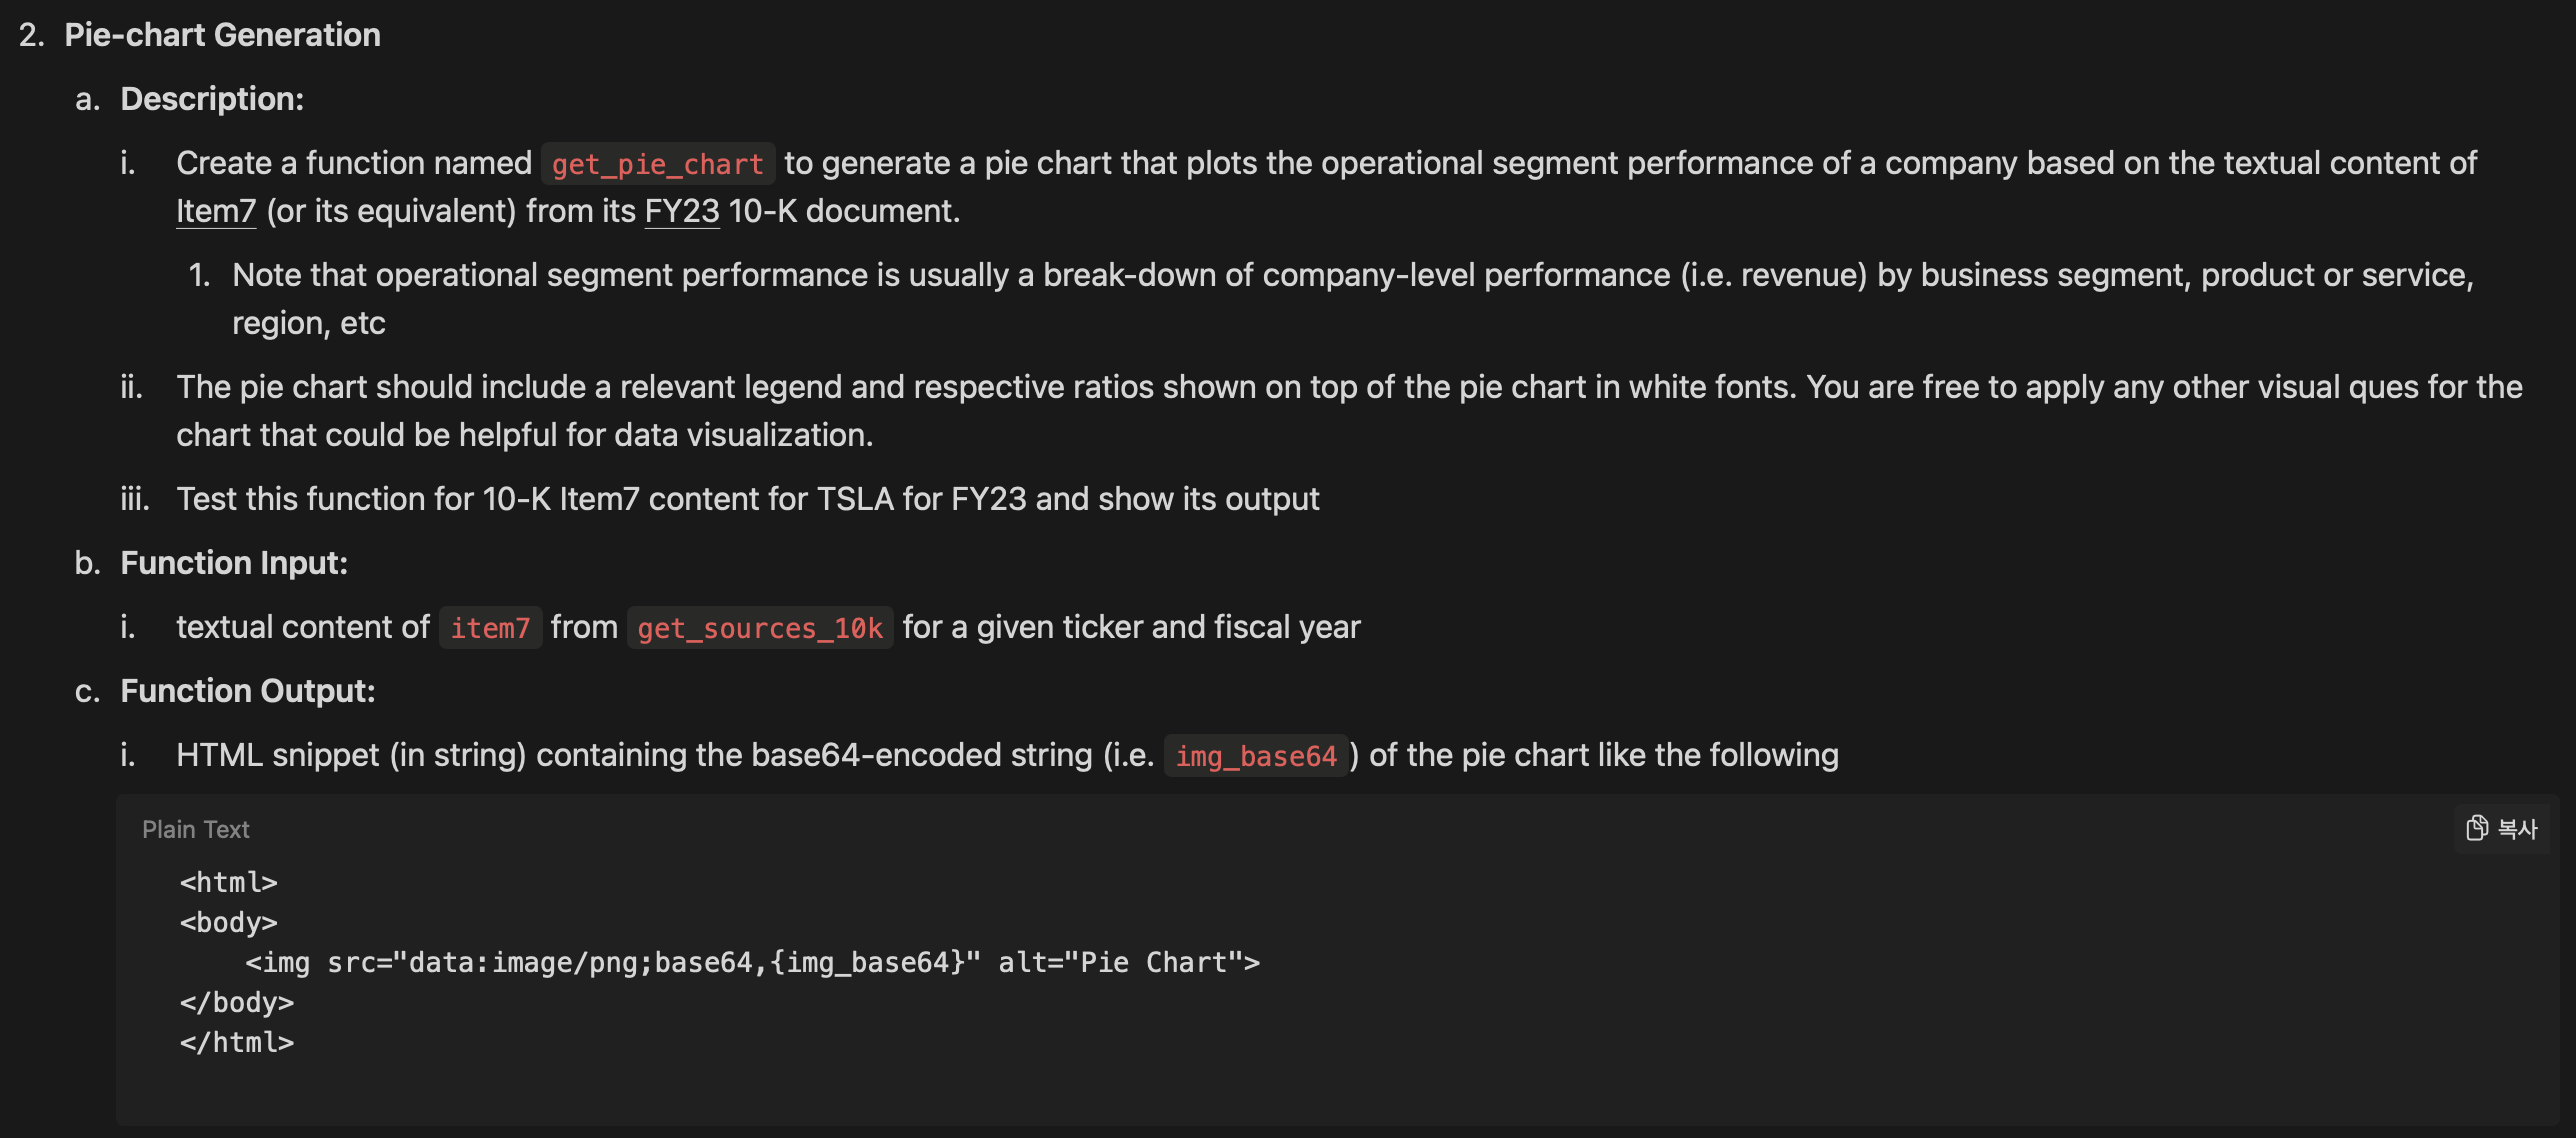 2. Pie-chart Generation
a. Description:
i. Create a function named get_pie_chart to generate a pie chart that plots the operational segment performance of a company based on the textual content of
Item7 (or its equivalent) from its FY23 10-K document.
1. Note that operational segment performance is usually a break-down of company-level performance (i.e. revenue) by business segment, product or service,
region, etc
ii. The pie chart should include a relevant legend and respective ratios shown on top of the pie chart in white fonts. You are free to apply any other visual ques for the
chart that could be helpful for data visualization.
iii. Test this function for 10-K Item7 content for TSLA for FY23 and show its output
b. Function Input:
i. textual content of item7 from get_sources_10k for a given ticker and fiscal year
c. Function Output:
i. HTML snippet (in string) containing the base64-encoded string (i.e. img_base64) of the pie chart like the following
Plain Text
복사
<html>
<body>
    <img src="data:image/png;base64,{img_base64}" alt="Pie Chart">
</body>
</html>